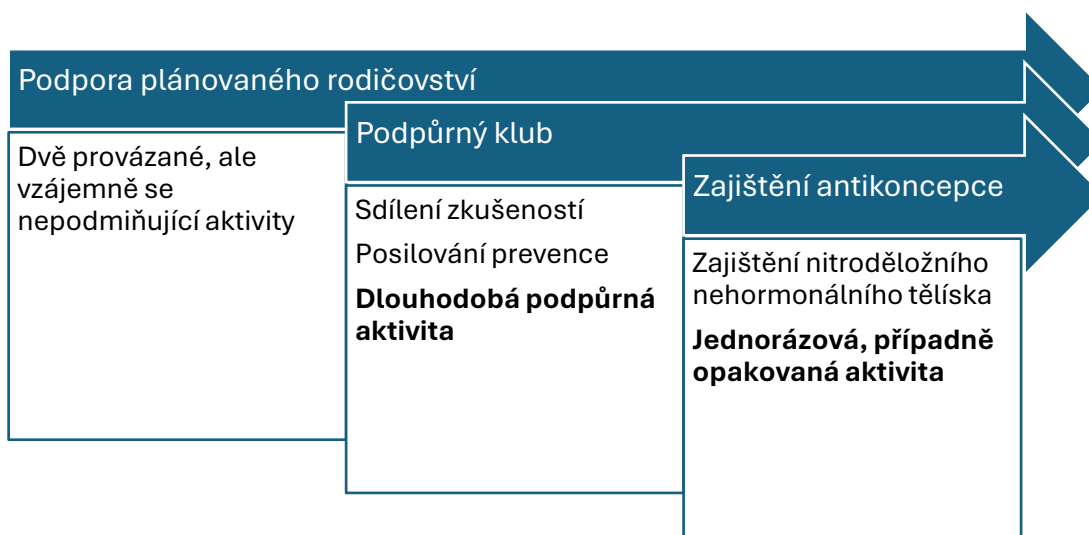 Podpora plánovaného rodičovství
Dvě provázané, ale
vzájemně se
nepodmiňující aktivity
Podpůrný klub
Sdílení zkušeností
Posilování prevence
Dlouhodobá podpůrná
aktivita
Zajištění antikoncepce
Zajištění nitroděložního
nehormonálního tělíska
Jednorázová, případně
opakovaná aktivita